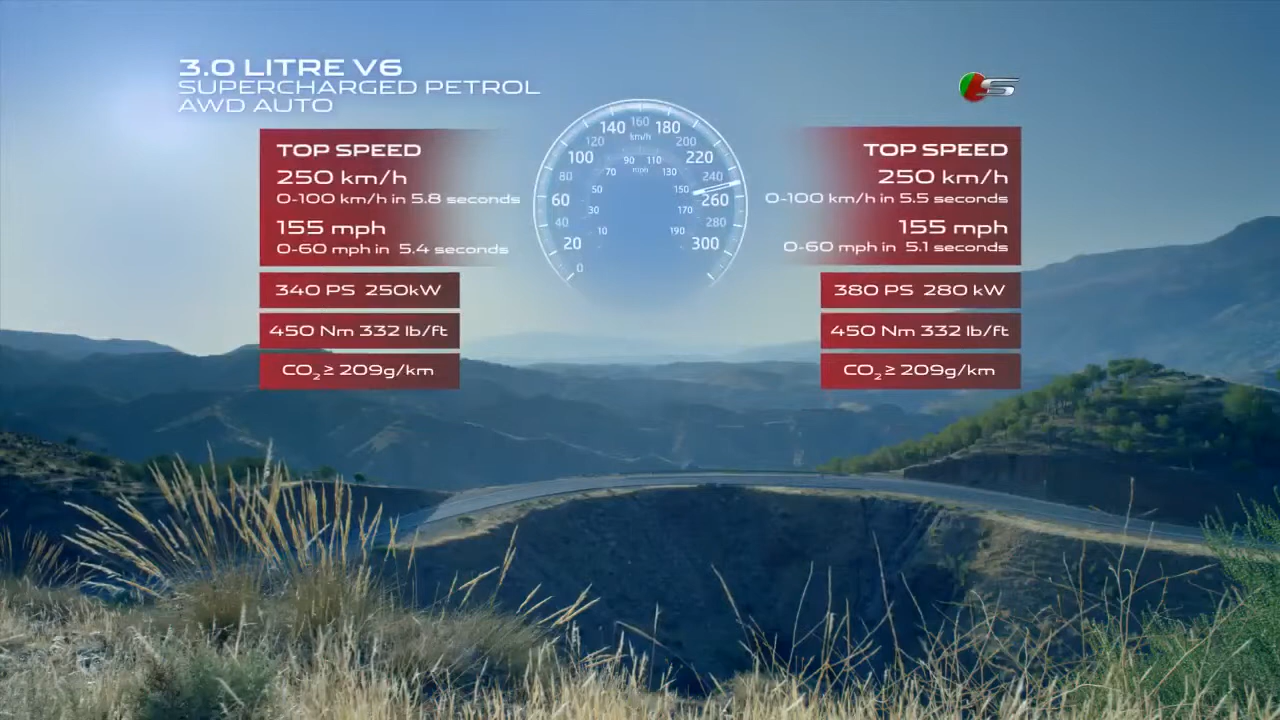 3.0 LITRE V6
SUPERCHARGED PETROL
AWD AUTO
TOP SPEED
250 km/h
0-100 km/h in 5.8 seconds
155 mph
0-60 mph in 5.4 seconds
340 PS 250kW
450 Nm 332 lb/ft
CO₂ ≥ 209g/km
0
20
40
60
80
100
120
140
160
180
200
220
240
260
280
300
km/h
10
30
50
70
90
110
130
150
170
190
mph
S
TOP SPEED
250 km/h
0-100 km/h in 5.5 seconds
155 mph
0-60 mph in 5.1 seconds
380 PS 280 kW
450 Nm 332 lb/ft
CO₂ ≥ 209g/km